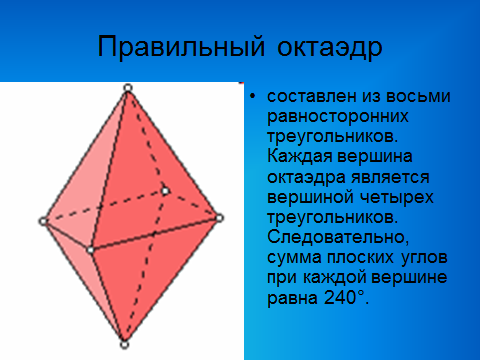 Правильный октаэдр
• составлен из восьми
равносторонних
треугольников.
Каждая вершина
октаэдра является
вершиной четырех
треугольников.
Следовательно,
сумма плоских углов
при каждой вершине
равна 240°.